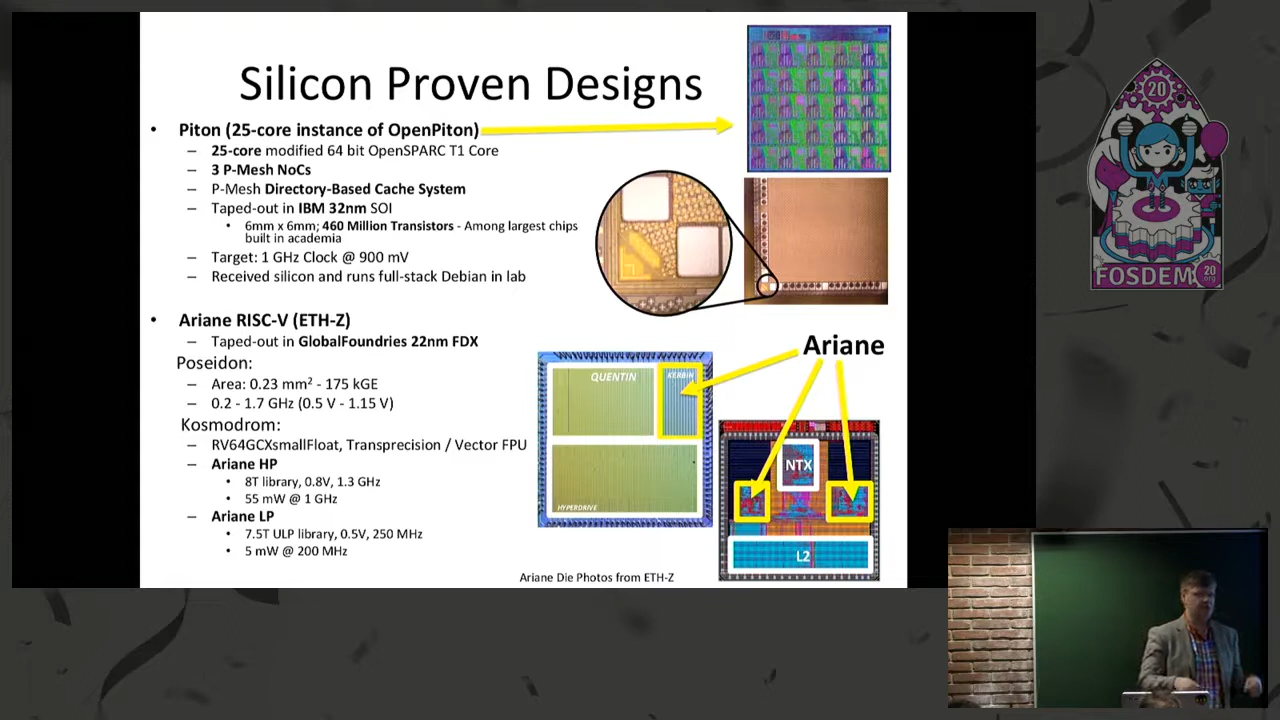 Silicon Proven Designs
• Piton (25-core instance of OpenPiton)
– 25-core modified 64 bit OpenSPARC T1 Core
– 3 P-Mesh NoCs
– P-Mesh Directory-Based Cache System
– Taped-out in IBM 32nm SOI
• 6mm x 6mm; 460 Million Transistors - Among largest chips
built in academia
– Target: 1 GHz Clock @ 900 mV
– Received silicon and runs full-stack Debian in lab
• Ariane RISC-V (ETH-Z)
– Taped-out in GlobalFoundries 22nm FDX
Poseidon:
– Area: 0.23 mm² - 175 kGE
– 0.2 - 1.7 GHz (0.5 V - 1.15 V)
Kosmodrom:
– RV64GCXsmallFloat, Transprecision / Vector FPU
– Ariane HP
• 8T library, 0.8V, 1.3 GHz
• 55 mW @ 1 GHz
– Ariane LP
• 7.5T ULP library, 0.5V, 250 MHz
• 5 mW @ 200 MHz
Ariane
QUENTIN
KERBIN
HYPERDRIVE
NTX
L2
Ariane Die Photos from ETH-Z
20
FOSDEM
20
.org